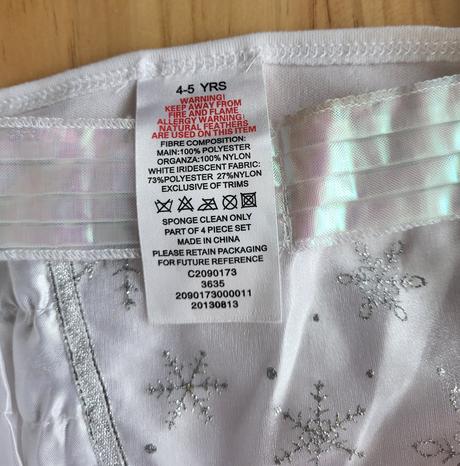 4-5 YRS
WARNING!
KEEP AWAY FROM
FIRE AND FLAME
ALLERGY WARNING!
NATURAL FEATHERS
ARE USED ON THIS ITEM
FIBRE COMPOSITION:
MAIN:100% POLYESTER
ORGANZA:100% NYLON
WHITE IRIDESCENT FABRIC:
73%POLYESTER 27%NYLON
EXCLUSIVE OF TRIMS
SPONGE CLEAN ONLY
PART OF 4 PIECE SET
MADE IN CHINA
PLEASE RETAIN PACKAGING
FOR FUTURE REFERENCE
C2090173
3635
2090173000011
20130813